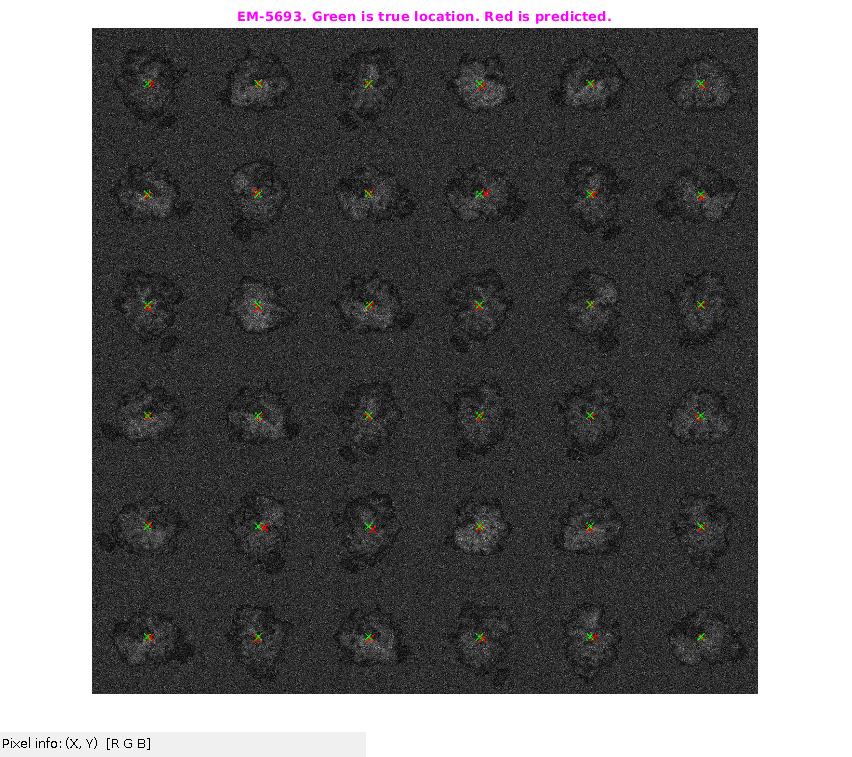 EM-5693. Green is true location. Red is predicted.
Pixel info: (X, Y) [R G B]